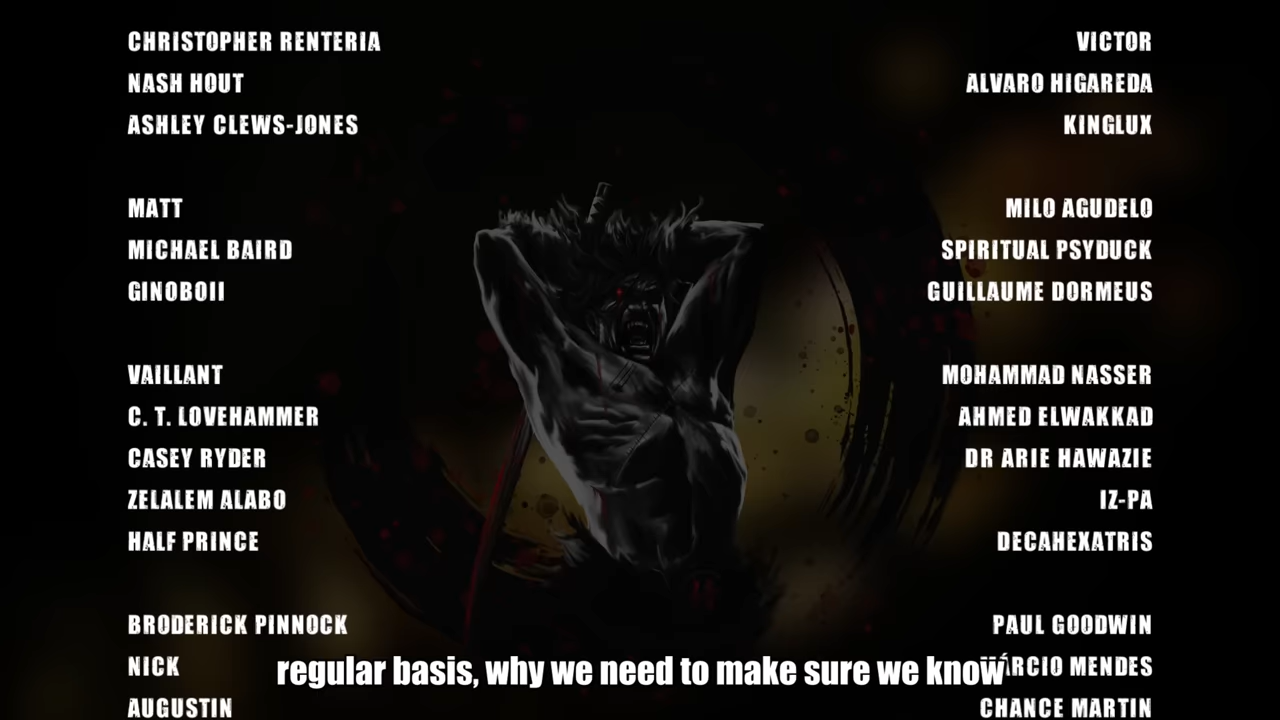 CHRISTOPHER RENTERIA
NASH HOUT
ASHLEY CLEWS-JONES
MATT
MICHAEL BAIRD
GINOBOII
VAILLANT
C. T. LOVEHAMMER
CASEY RYDER
ZELALEM ALABO
HALF PRINCE
BRODERICK PINNOCK
NICK
AUGUSTIN
VICTOR
ALVARO HIGAREDA
KINGLUX
MILO AGUDELO
SPIRITUAL PSYDUCK
GUILLAUME DORMEUS
MOHAMMAD NASSER
AHMED ELWAKKAD
DR ARIE HAWAZIE
IZ-PA
DECAHEXATRIS
PAUL GOODWIN
MENDES
CHANCE MARTIN
regular basis, why we need to make sure we know